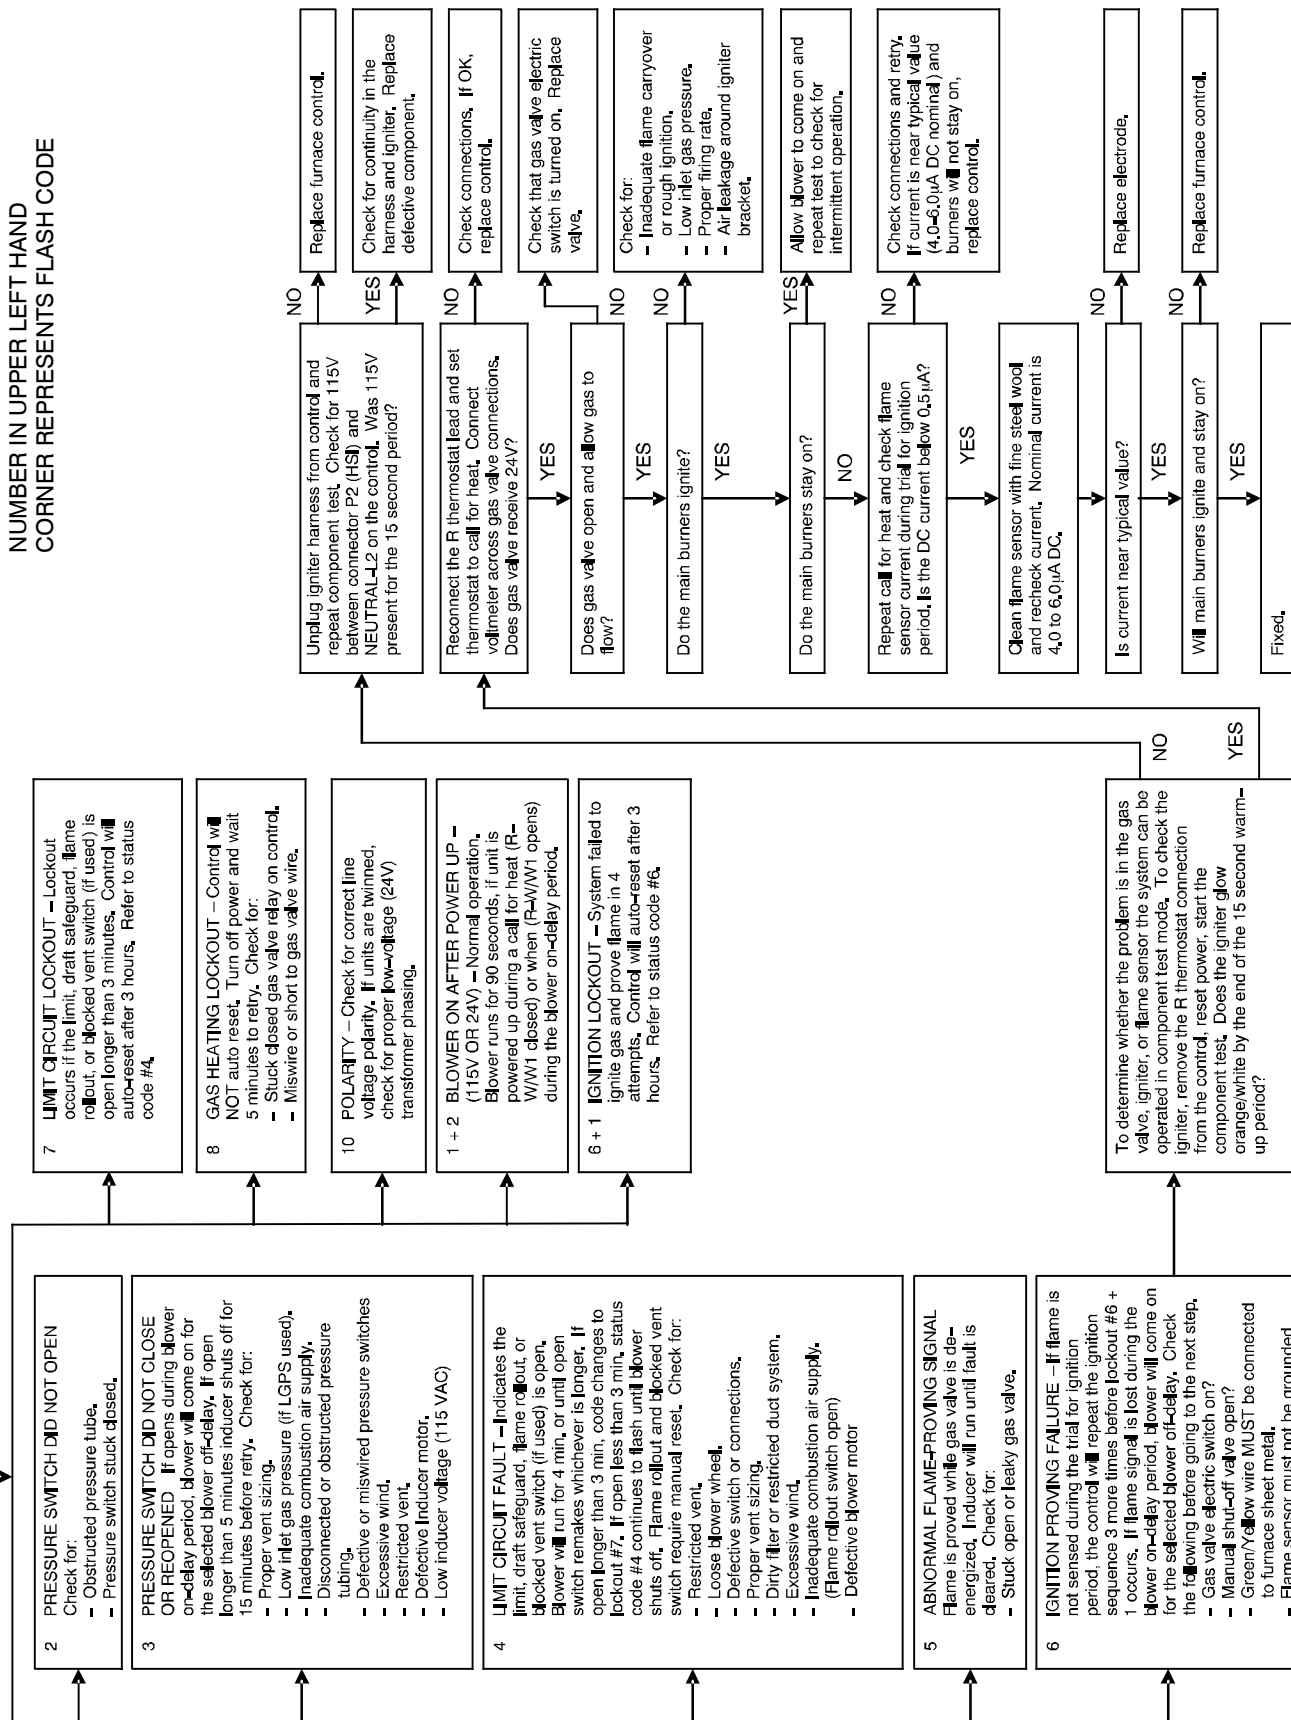 NUMBER IN UPPER LEFT HAND
CORNER REPRESENTS FLASH CODE
2 PRESSURE SWITCH DID NOT OPEN
Check for:
– Obstructed pressure tube.
– Pressure switch stuck closed.
3 PRESSURE SWITCH DID NOT CLOSE
OR REOPENED If opens during blower
on–delay period, blower will come on for
the selected blower off–delay. If open
longer than 5 minutes inducer shuts off for
15 minutes before retry. Check for:
– Proper vent sizing.
– Low inlet gas pressure (if LGPS used).
– Inadequate combustion air supply.
– Disconnected or obstructed pressure
tubing.
– Defective or miswired pressure switches
– Excessive wind.
– Restricted vent.
– Defective Inducer motor.
– Low inducer voltage (115 VAC)
4 LIMIT CIRCUIT FAULT – Indicates the
limit, draft safeguard, flame rollout, or
blocked vent switch (if used) is open.
Blower will run for 4 min. or until open
switch remakes whichever is longer. If
open longer than 3 min, code changes to
lockout #7. If open less than 3 min. status
code #4 continues to flash until blower
shuts off. Flame rollout and blocked vent
switch require manual reset. Check for:
– Restricted vent.
– Loose blower wheel.
– Defective switch or connections.
– Proper vent sizing.
– Dirty filter or restricted duct system.
– Excessive wind.
– Inadequate combustion air supply.
(Flame rollout switch open)
– Defective blower motor
5 ABNORMAL FLAME–PROVING SIGNAL
Flame is proved while gas valve is de–
energized. Inducer will run until fault is
cleared. Check for:
– Stuck open or leaky gas valve.
6 IGNITION PROVING FAILURE – If flame is
not sensed during the trial for ignition
period, the control will repeat the ignition
sequence 3 more times before lockout #6 +
1 occurs. If flame signal is lost during the
blower on–delay period, blower will come on
for the selected blower off–delay. Check
the following before going to the next step.
– Gas valve electric switch on?
– Manual shut–off valve open?
– Green/Yellow wire MUST be connected
to furnace sheet metal.
– Flame sensor must not be grounded
7 LIMIT CIRCUIT LOCKOUT – Lockout
occurs if the limit, draft safeguard, flame
rollout, or blocked vent switch (if used) is
open longer than 3 minutes. Control will
auto–reset after 3 hours. Refer to status
code #4.
8 GAS HEATING LOCKOUT – Control will
NOT auto reset. Turn off power and wait
5 minutes to retry. Check for:
– Stuck closed gas valve relay on control.
– Miswire or short to gas valve wire.
10 POLARITY – Check for correct line
voltage polarity. If units are twinned,
check for proper low–voltage (24V)
transformer phasing.
1 + 2 BLOWER ON AFTER POWER UP –
(115V OR 24V) – Normal operation.
Blower runs for 90 seconds, if unit is
powered up during a call for heat (R–
W/W1 closed) or when (R–W/W1 opens)
during the blower on–delay period.
6 + 1 IGNITION LOCKOUT – System failed to
ignite gas and prove flame in 4
attempts. Control will auto–reset after 3
hours. Refer to status code #6.
To determine whether the problem is in the gas
valve, igniter, or flame sensor the system can be
operated in component test mode. To check the
igniter, remove the R thermostat connection
from the control, reset power, start the
component test. Does the igniter glow
orange/white by the end of the 15 second warm–
up period?
NO
YES
Unplug igniter harness from control and
repeat component test. Check for 115V
between connector P2 (HSI) and
NEUTRAL–L2 on the control. Was 115V
present for the 15 second period?
NO
Replace furnace control.
YES
Check for continuity in the
harness and igniter. Replace
defective component.
Reconnect the R thermostat lead and set
thermostat to call for heat. Connect
voltmeter across gas valve connections.
Does gas valve receive 24V?
NO
Check connections. If OK,
replace control.
YES
Does gas valve open and allow gas to
flow?
NO
Check that gas valve electric
switch is turned on. Replace
valve.
YES
Do the main burners ignite?
NO
Check for:
– Inadequate flame carryover
or rough ignition.
– Low inlet gas pressure.
– Proper firing rate.
– Air leakage around igniter
bracket.
YES
Do the main burners stay on?
YES
Allow blower to come on and
repeat test to check for
intermittent operation.
NO
Repeat call for heat and check flame
sensor current during trial for ignition
period. Is the DC current below 0.5 µA?
NO
Check connections and retry.
If current is near typical value
(4.0–6.0µA DC nominal) and
burners will not stay on,
replace control.
YES
Clean flame sensor with fine steel wool
and recheck current. Nominal current is
4.0 to 6.0µA DC.
Is current near typical value?
NO
Replace electrode.
YES
Will main burners ignite and stay on?
NO
Replace furnace control.
YES
Fixed.